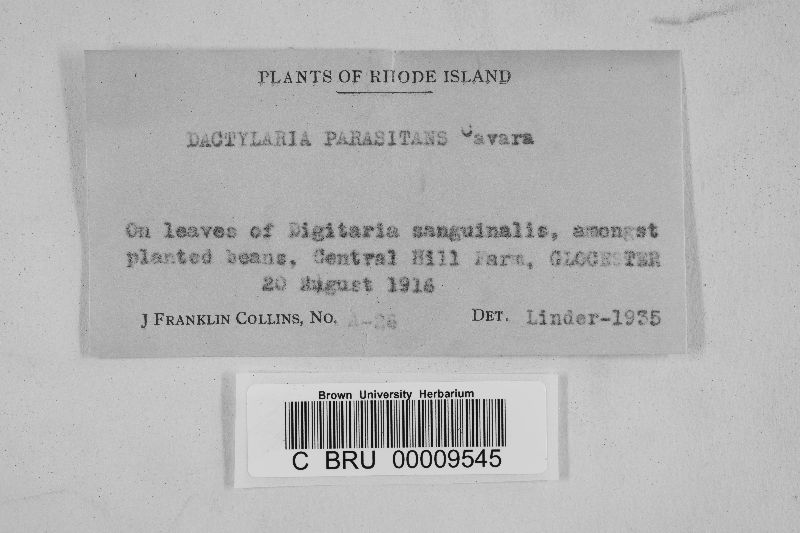 PLANTS OF RHODE ISLAND
DACTYLARIA PARASITANS Cavara
On leaves of Digitaria sanguinalis, amongst
planted beans, Central Hill Farm, GLOCESTER
20 August 1916
J FRANKLIN COLLINS, No. A-26
DET. Linder-1935
Brown University Herbarium
C BRU 00009545